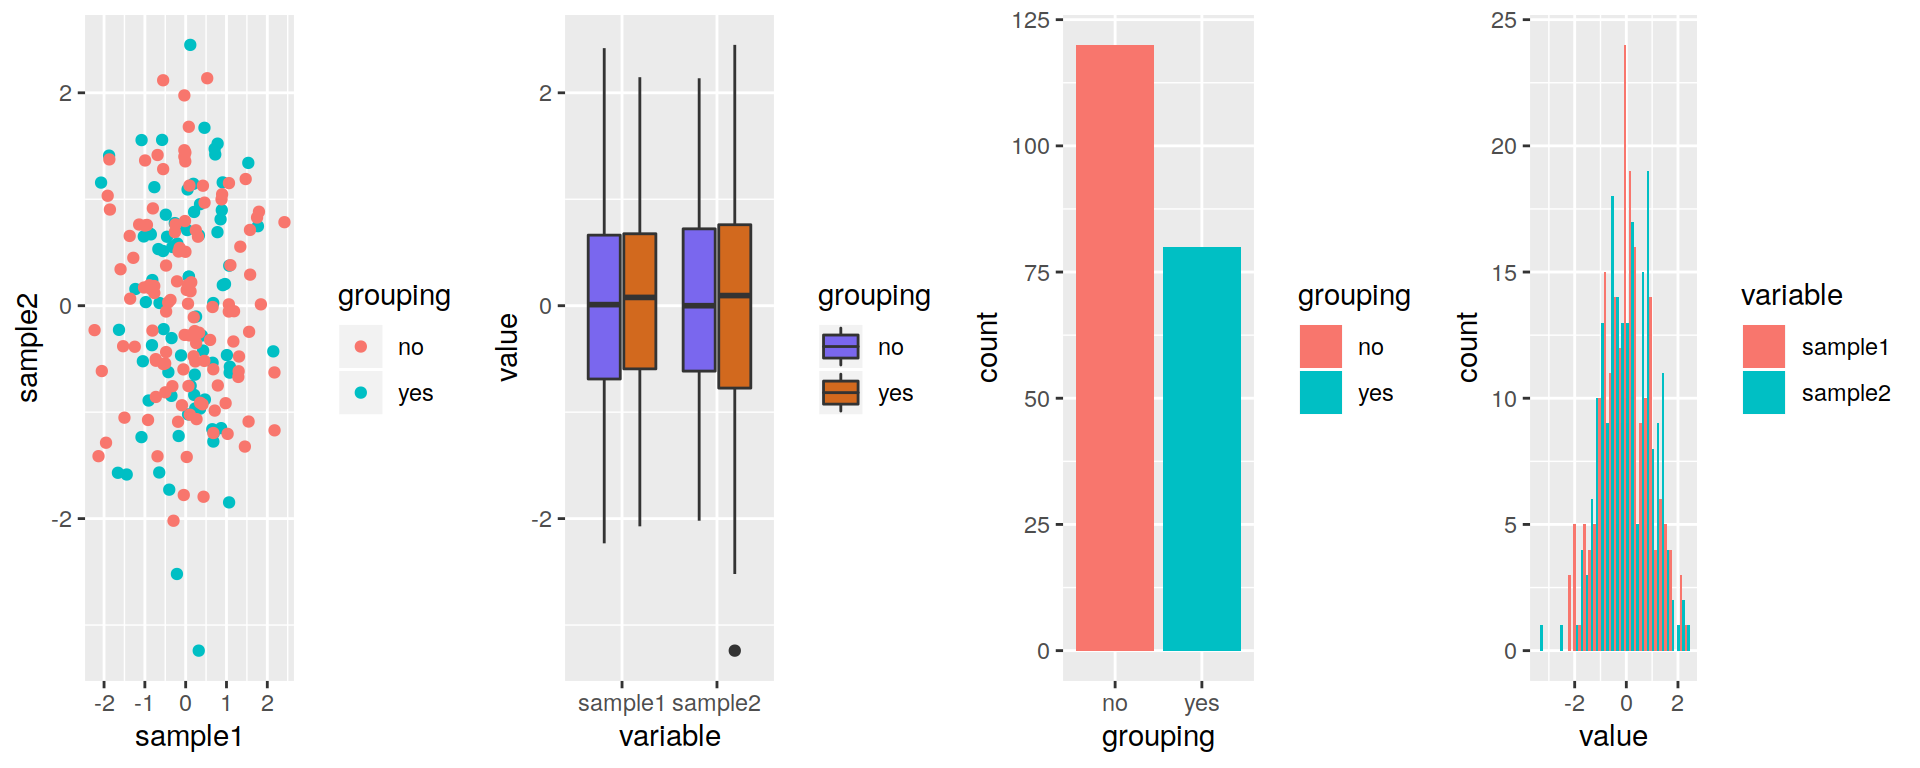 2
0
-2
sample2
-2 -1 0 1 2
sample1
grouping
no
yes
2
0
-2
value
sample1 sample2
variable
grouping
no
yes
125
100
75
50
25
0
count
no yes
grouping
grouping
no
yes
25
20
15
10
5
0
count
-2 0 2
value
variable
sample1
sample2